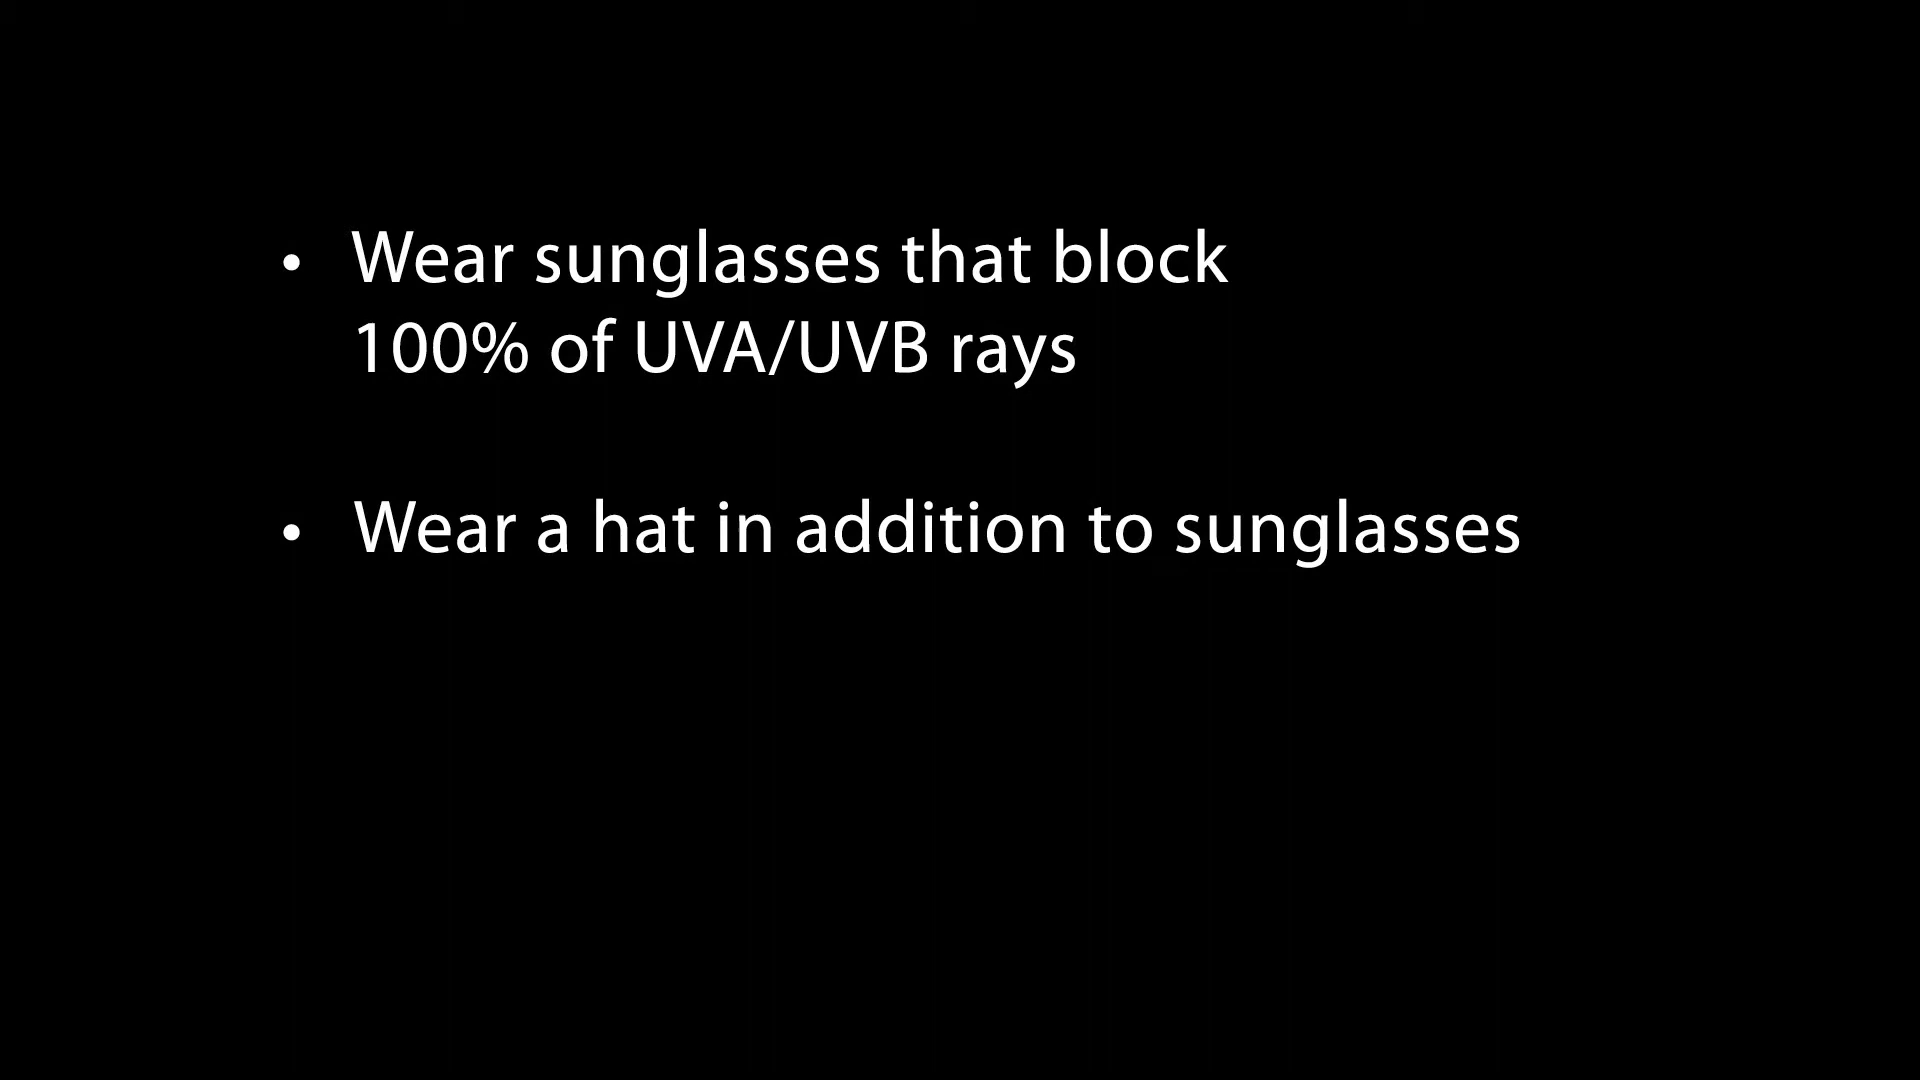 • Wear sunglasses that block
100% of UVA/UVB rays
• Wear a hat in addition to sunglasses